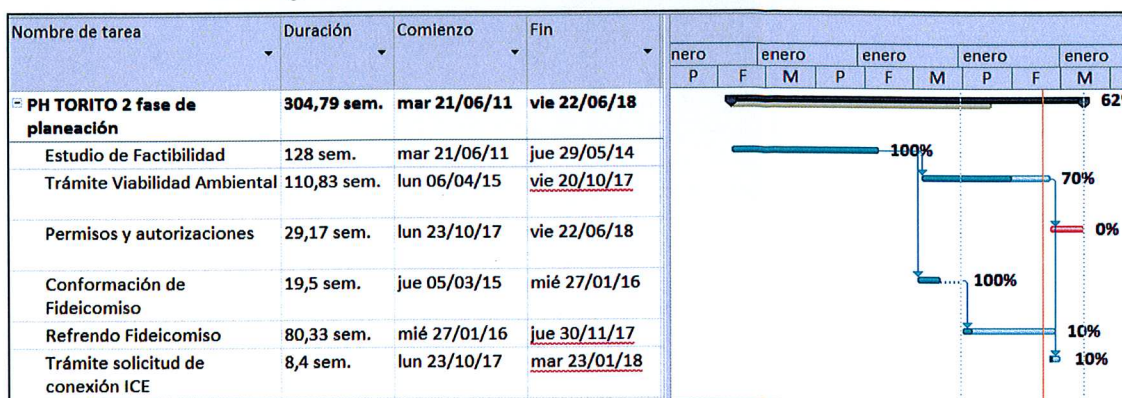 Nombre de tarea Duración Comienzo Fin
nero enero enero enero enero
P F M P F M P F M
PH TORITO 2 fase de planeación 304,79 sem. mar 21/06/11 vie 22/06/18 62
Estudio de Factibilidad 128 sem. mar 21/06/11 jue 29/05/14 100%
Trámite Viabilidad Ambiental 110,83 sem. lun 06/04/15 vie 20/10/17 70%
Permisos y autorizaciones 29,17 sem. lun 23/10/17 vie 22/06/18 0%
Conformación de Fideicomiso 19,5 sem. jue 05/03/15 mié 27/01/16 100%
Refrendo Fideicomiso 80,33 sem. mié 27/01/16 jue 30/11/17 10%
Trámite solicitud de conexión ICE 8,4 sem. lun 23/10/17 mar 23/01/18 10%